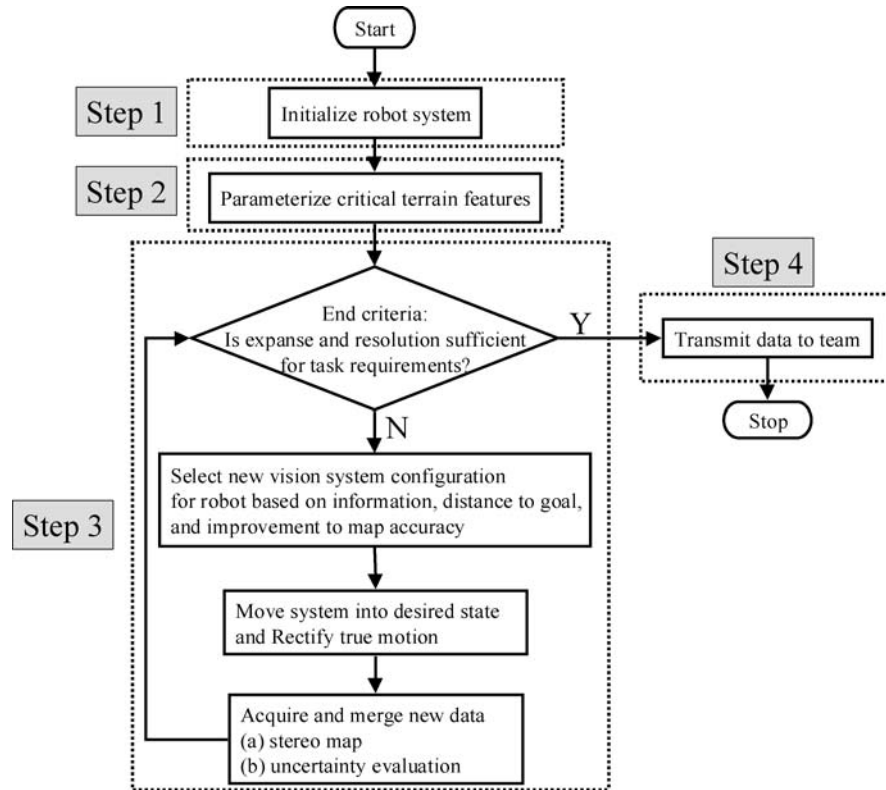 Start
Step 1
Initialize robot system
Step 2
Parameterize critical terrain features
Step 3
End criteria:
Is expanse and resolution sufficient
for task requirements?
Y
N
Select new vision system configuration
for robot based on information, distance to goal,
and improvement to map accuracy
Move system into desired state
and Rectify true motion
Acquire and merge new data
(a) stereo map
(b) uncertainty evaluation
Step 4
Transmit data to team
Stop